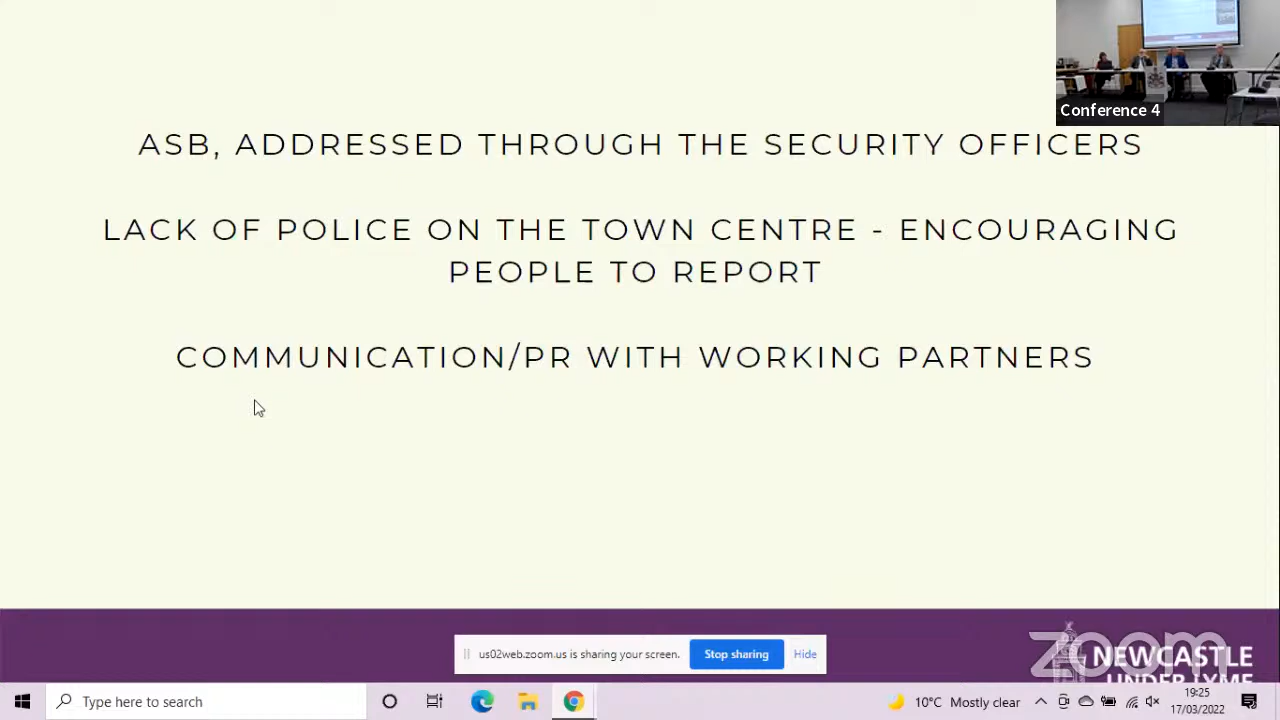 Conference 4
ASB, ADDRESSED THROUGH THE SECURITY OFFICERS
LACK OF POLICE ON THE TOWN CENTRE - ENCOURAGING
PEOPLE TO REPORT
COMMUNICATION/PR WITH WORKING PARTNERS
us02web.zoom.us is sharing your screen.
Stop sharing
Hide
zoom
NEWCASTLE
UNDER LYME
Type here to search
10°C Mostly clear
19:25
17/03/2022